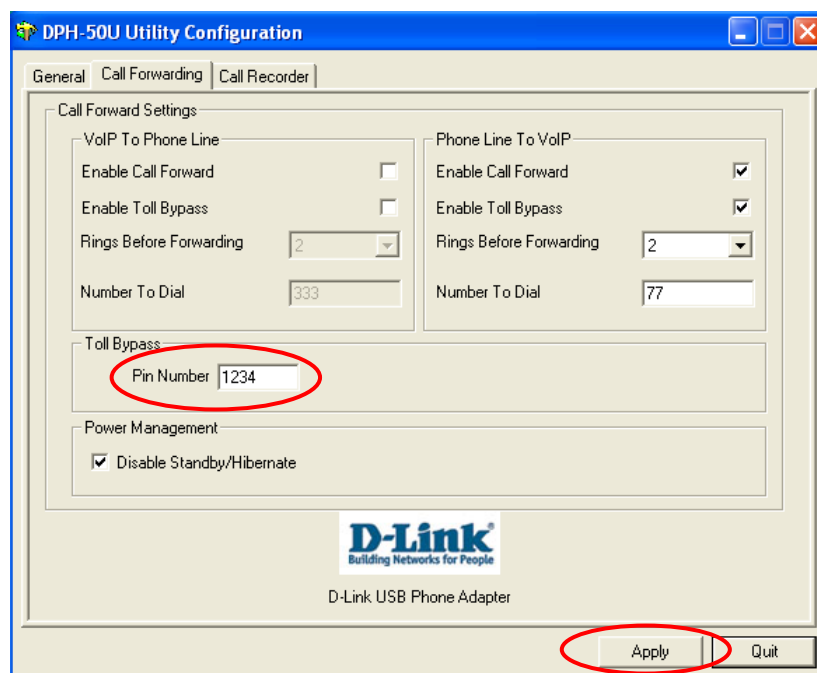 DPH-50U Utility Configuration
General Call Forwarding Call Recorder
Call Forward Settings
VoIP To Phone Line
Enable Call Forward
Enable Toll Bypass
Rings Before Forwarding 2
Number To Dial 333
Phone Line To VoIP
Enable Call Forward
Enable Toll Bypass
Rings Before Forwarding 2
Number To Dial 77
Toll Bypass
Pin Number 1234
Power Management
Disable Standby/Hibernate
D-Link
Building Networks for People
D-Link USB Phone Adapter
Apply Quit